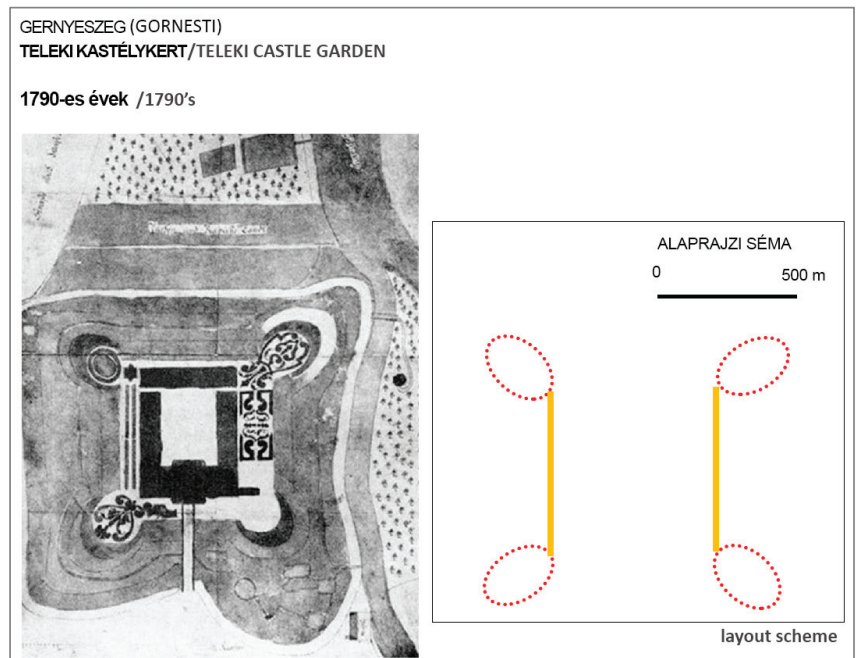 GERNYESZEG (GORNESTI)
TELEKI KASTÉLYKERT/TELEKI CASTLE GARDEN
1790-es évek /1790's
ALAPRAJZI SÉMA
0 500 m
layout scheme